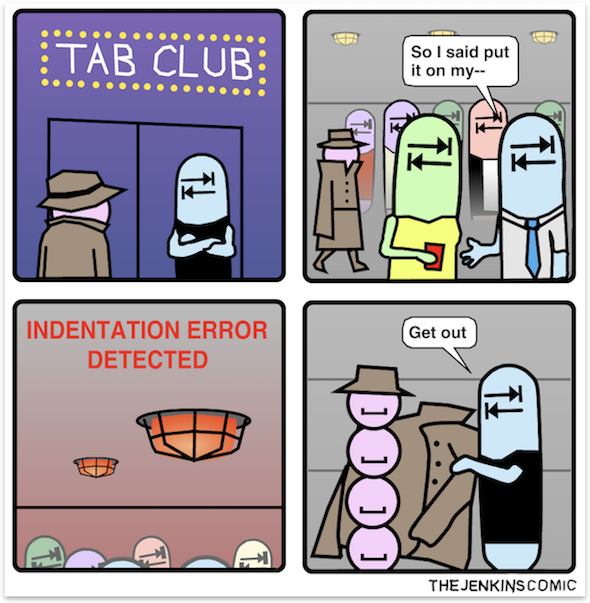 TAB CLUB
So I said put
it on my--
INDENTATION ERROR
DETECTED
Get out
THEJENKINSCOMIC